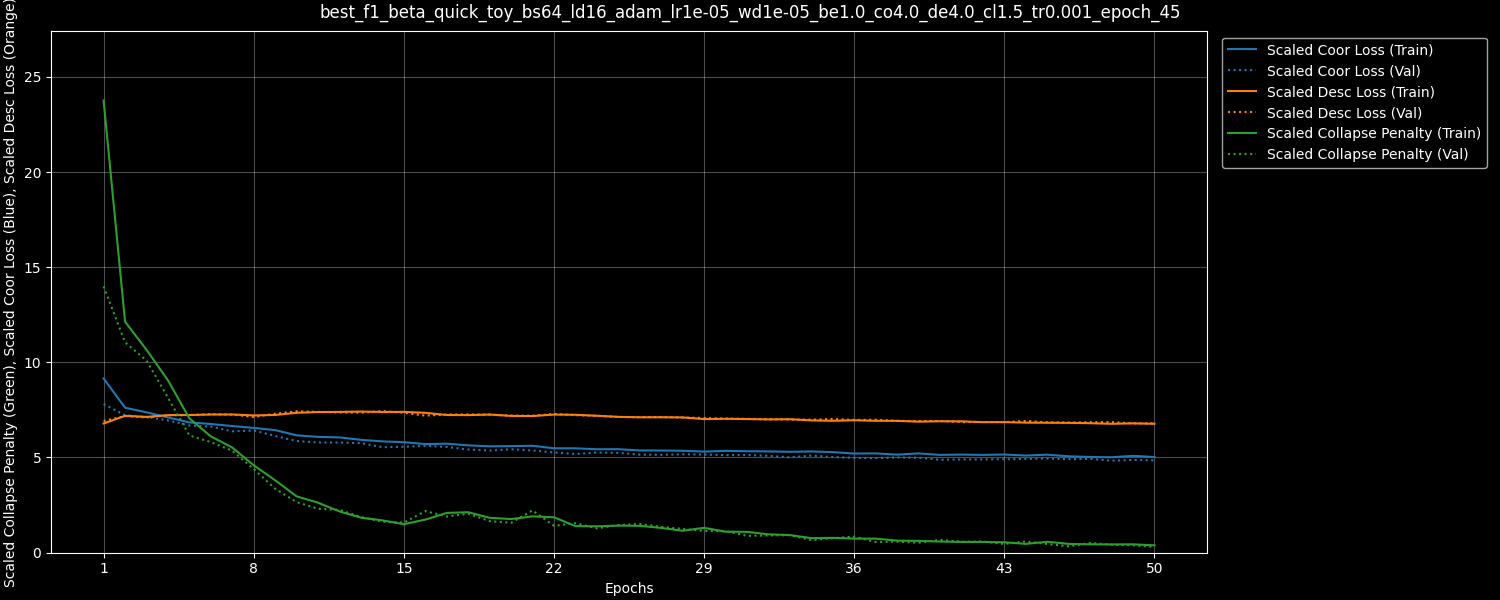 best_f1_beta_quick_toy_bs64_ld16_adam_lr1e-05_wd1e-05_be1.0_co4.0_de4.0_cl1.5_tr0.001_epoch_45
Scaled Collapse Penalty (Green), Scaled Coor Loss (Blue), Scaled Desc Loss (Orange)
25
20
15
10
5
0
1 8 15 22 29 36 43 50
Epochs
Scaled Coor Loss (Train)
Scaled Coor Loss (Val)
Scaled Desc Loss (Train)
Scaled Desc Loss (Val)
Scaled Collapse Penalty (Train)
Scaled Collapse Penalty (Val)